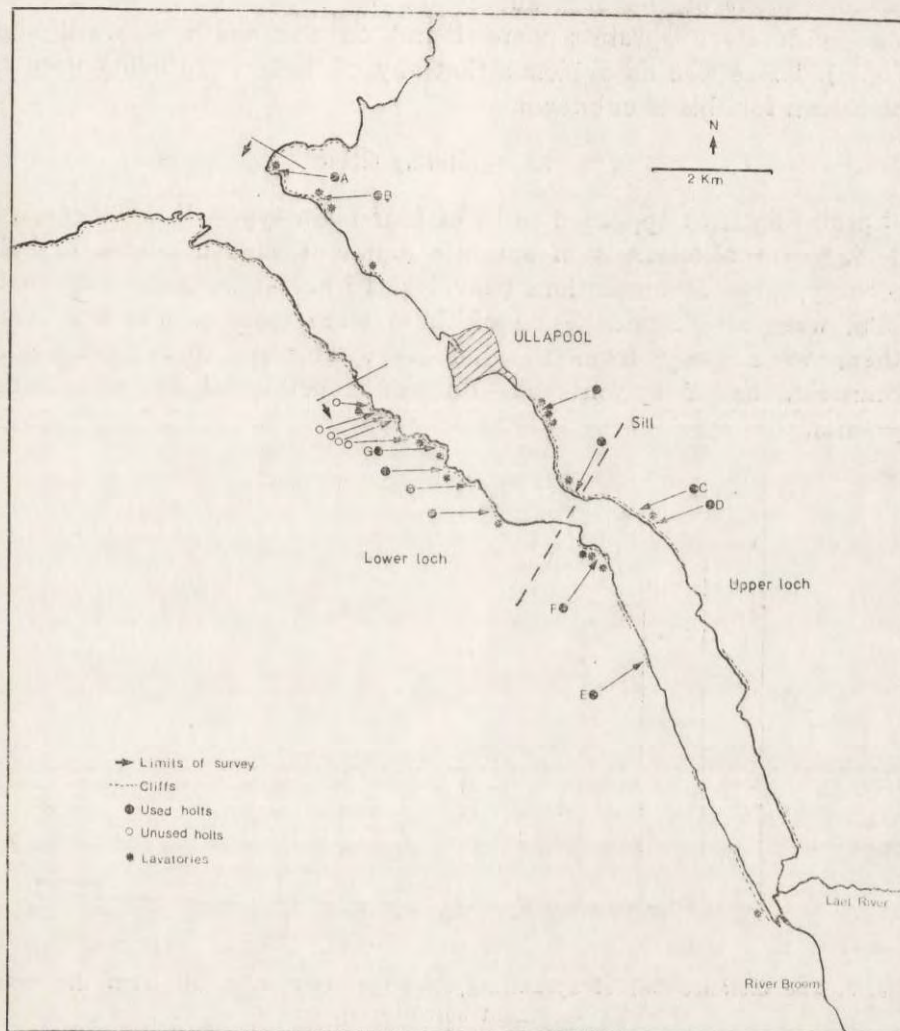 N
2 Km
A
B
ULLAPOOL
Sill
G
C
D
Lower loch
Upper loch
F
E
Limits of survey
Cliffs
Used holts
Unused holts
Lavatories
Lael River
River Broom